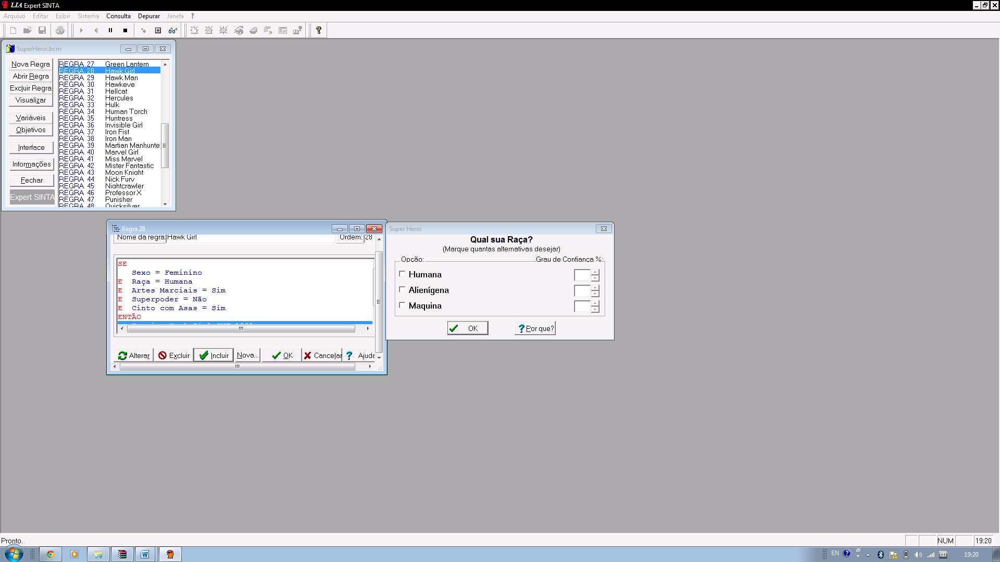 LIA Expert SINTA
Arquivo Editar Exibir Sistema Consulta Depurar Janela ?
SuperHeroi.bcm
Nova Regra
Abrir Regra
Excluir Regra
Visualizar
Variáveis
Objetivos
Interface
Informações
Fechar
Expert SINTA
REGRA 27 Green Lantern
REGRA 28 Hawk Girl
REGRA 29 Hawk Man
REGRA 30 Hawkeye
REGRA 31 Hellcat
REGRA 32 Hercules
REGRA 33 Hulk
REGRA 34 Human Torch
REGRA 35 Huntress
REGRA 36 Invisible Girl
REGRA 37 Iron Fist
REGRA 38 Iron Man
REGRA 39 Martian Manhunte
REGRA 40 Marvel Girl
REGRA 41 Miss Marvel
REGRA 42 Mister Fantastic
REGRA 43 Moon Knight
REGRA 44 Nick Fury
REGRA 45 Nightcrawler
REGRA 46 Professor X
REGRA 47 Punisher
REGRA 48 Quicksilver
Regra 28
Nome da regra: Hawk Girl Ordem: 28
SE
Sexo = Feminino
E Raça = Humana
E Artes Marciais = Sim
E Superpoder = Não
E Cinto com Asas = Sim
ENTÃO
Alterar Excluir Incluir Nova... OK Cancelar Ajuda
Super Heroi
Qual sua Raça?
(Marque quantas alternativas desejar)
Opção: Grau de Confiança %:
Humana
Alienígena
Maquina
OK Por que?
Pronto. NUM 19:20
EN 19:20